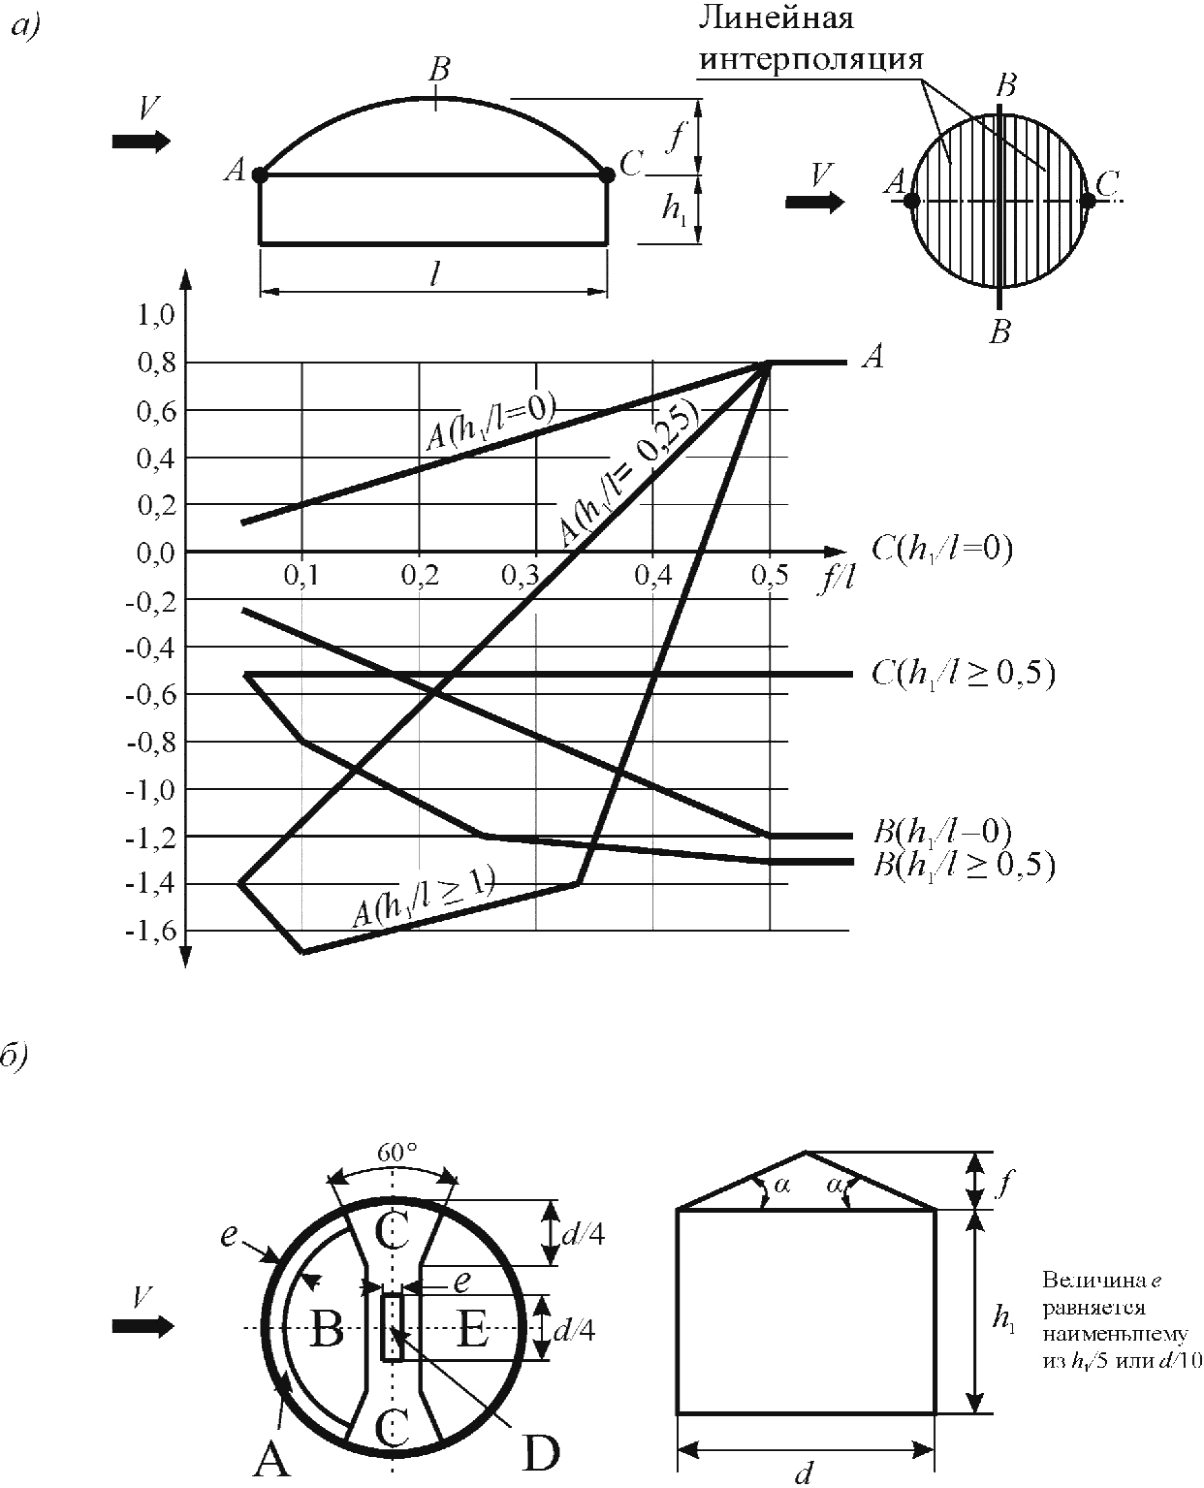 а)
Линейная
интерполяция
V
B
A
C
f
h₁
l
V
B
A
C
B
1,0
0,8
0,6
0,4
0,2
0,0
-0,2
-0,4
-0,6
-0,8
-1,0
-1,2
-1,4
-1,6
0,1
0,2
0,3
0,4
0,5
f/l
A
A(h₁/l=0)
A(h₁/l= 0,25)
A(h₁/l ≥ 1)
C(h₁/l=0)
C(h₁/l ≥ 0,5)
B(h₁/l–0)
B(h₁/l ≥ 0,5)
б)
60°
e
V
C
B
E
C
A
D
e
d/4
d/4
α
α
f
h₁
d
Величина e
равняется
наименьшему
из h₁/5 или d/10